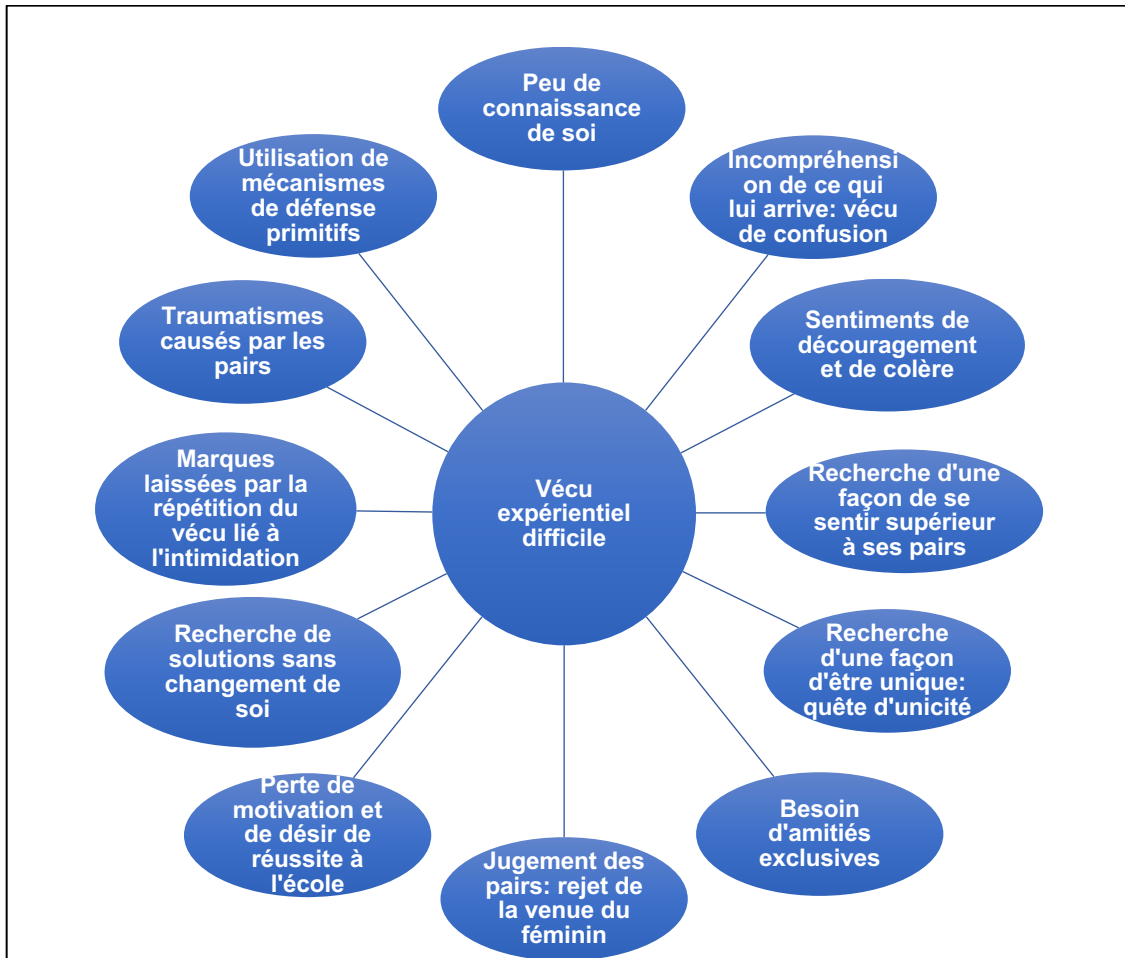 Peu de
connaissance
de soi
Incompréhensi
on de ce qui
lui arrive: vécu
de confusion
Sentiments de
découragement
et de colère
Recherche d'une
façon de se
sentir supérieur
à ses pairs
Recherche
d'une façon
d'être unique:
quête d'unicité
Besoin
d'amitiés
exclusives
Jugement des
pairs: rejet de
la venue du
féminin
Perte de
motivation et
de désir de
réussite à
l'école
Recherche de
solutions sans
changement de
soi
Marques
laissées par la
répétition du
vécu lié à
l'intimidation
Traumatismes
causés par les
pairs
Utilisation de
mécanismes
de défense
primitifs
Vécu
expérientiel
difficile